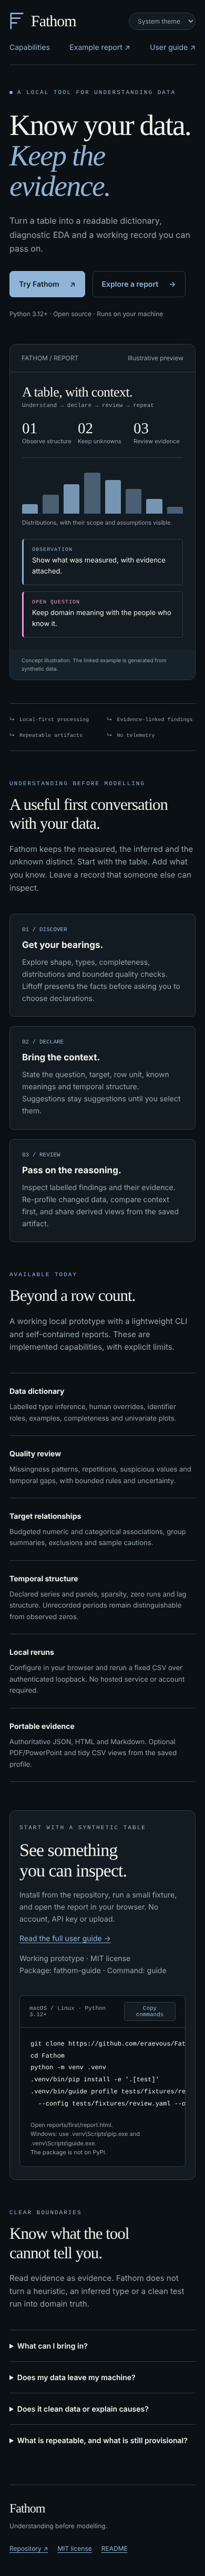 Fathom
System theme
Capabilities
Example report ↗
User guide ↗
A LOCAL TOOL FOR UNDERSTANDING DATA
Know your data.
Keep the
evidence.
Turn a table into a readable dictionary,
diagnostic EDA and a working record you can
pass on.
Try Fathom ↗
Explore a report →
Python 3.12+ · Open source · Runs on your machine
FATHOM / REPORT
Illustrative preview
A table, with context.
Understand → declare → review → repeat
01
02
03
Observe structure
Keep unknowns
Review evidence
Distributions, with their scope and assumptions visible.
OBSERVATION
Show what was measured, with evidence
attached.
OPEN QUESTION
Keep domain meaning with the people who
know it.
Concept illustration. The linked example is generated from
synthetic data.
↳ Local-first processing
↳ Evidence-linked findings
↳ Repeatable artifacts
↳ No telemetry
UNDERSTANDING BEFORE MODELLING
A useful first conversation
with your data.
Fathom keeps the measured, the inferred and the
unknown distinct. Start with the table. Add what
you know. Leave a record that someone else can
inspect.
01 / DISCOVER
Get your bearings.
Explore shape, types, completeness,
distributions and bounded quality checks.
Liftoff presents the facts before asking you to
choose declarations.
02 / DECLARE
Bring the context.
State the question, target, row unit, known
meanings and temporal structure.
Suggestions stay suggestions until you select
them.
03 / REVIEW
Pass on the reasoning.
Inspect labelled findings and their evidence.
Re-profile changed data, compare context
first, and share derived views from the saved
artifact.
AVAILABLE TODAY
Beyond a row count.
A working local prototype with a lightweight CLI
and self-contained reports. These are
implemented capabilities, with explicit limits.
Data dictionary
Labelled type inference, human overrides, identifier
roles, examples, completeness and univariate plots.
Quality review
Missingness patterns, repetitions, suspicious values and
temporal gaps, with bounded rules and uncertainty.
Target relationships
Budgeted numeric and categorical associations, group
summaries, exclusions and sample cautions.
Temporal structure
Declared series and panels, sparsity, zero runs and lag
structure. Unrecorded periods remain distinguishable
from observed zeros.
Local reruns
Configure in your browser and rerun a fixed CSV over
authenticated loopback. No hosted service or account
required.
Portable evidence
Authoritative JSON, HTML and Markdown. Optional
PDF/PowerPoint and tidy CSV views from the saved
profile.
START WITH A SYNTHETIC TABLE
See something
you can inspect.
Install from the repository, run a small fixture,
and open the report in your browser. No
account, API key or upload.
Read the full user guide →
Working prototype · MIT license
Package: fathom-guide · Command: guide
macOS / Linux · Python
3.12+
Copy
commands
git clone https://github.com/eraevous/Fat
cd Fathom
python -m venv .venv
.venv/bin/pip install -e '.[test]'
.venv/bin/guide profile tests/fixtures/re
--config tests/fixtures/review.yaml --o
Open reports/first/report.html.
Windows: use .venv\Scripts\pip.exe and
.venv\Scripts\guide.exe.
The package is not on PyPI.
CLEAR BOUNDARIES
Know what the tool
cannot tell you.
Read evidence as evidence. Fathom does not
turn a heuristic, an inferred type or a clean test
run into domain truth.
▶ What can I bring in?
▶ Does my data leave my machine?
▶ Does it clean data or explain causes?
▶ What is repeatable, and what is still provisional?
Fathom
Understanding before modelling.
Repository ↗
MIT license
README